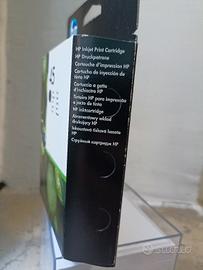 HP Inkjet Print Cartridge
HP Druckpatrone
Cartouche d'impression HP
Cartucho de inyección
de tinta HP
Cartuccia a getto
d'inchiostro HP
Tinteiro HP para impressão
a jacto de tinta
HP inktcartridge
Atramentowy wkład
drukujący HP
Inkoustová tisková kazeta
HP
Струйный картридж HP
45